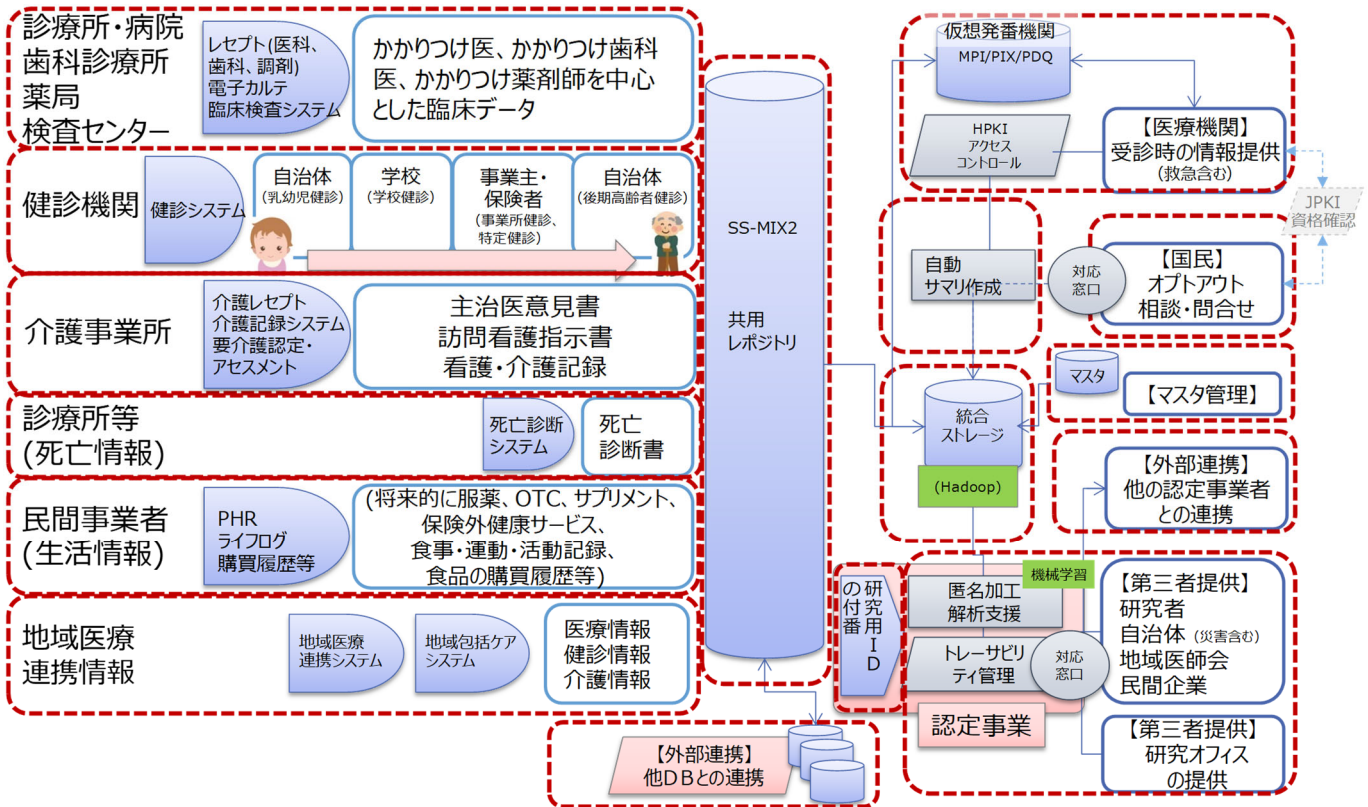 診療所・病院
歯科診療所
薬局
検査センター
レセプト(医科、
歯科、調剤)
電子カルテ
臨床検査システム
かかりつけ医、かかりつけ歯科
医、かかりつけ薬剤師を中心
とした臨床データ
健診機関
健診システム
自治体
(乳幼児健診)
学校
(学校健診)
事業主・
保険者
(事業所健診、
特定健診)
自治体
(後期高齢者健診)
介護事業所
介護レセプト
介護記録システム
要介護認定・
アセスメント
主治医意見書
訪問看護指示書
看護・介護記録
診療所等
(死亡情報)
死亡診断
システム
死亡
診断書
民間事業者
(生活情報)
PHR
ライフログ
購買履歴等
(将来的に服薬、OTC、サプリメント、
保険外健康サービス、
食事・運動・活動記録、
食品の購買履歴等)
地域医療
連携情報
地域医療
連携システム
地域包括ケア
システム
医療情報
健診情報
介護情報
SS-MIX2
共用
レポジトリ
【外部連携】
他DBとの連携
仮想発番機関
MPI/PIX/PDQ
HPKI
アクセス
コントロール
【医療機関】
受診時の情報提供
(救急含む)
JPKI
資格確認
自動
サマリ作成
対応
窓口
【国民】
オプトアウト
相談・問合せ
マスタ
【マスタ管理】
統合
ストレージ
(Hadoop)
【外部連携】
他の認定事業者
との連携
研究用ID
の付番
匿名加工
解析支援
機械学習
トレーサビリ
ティ管理
対応
窓口
認定事業
【第三者提供】
研究者
自治体 (災害含む)
地域医師会
民間企業
【第三者提供】
研究オフィス
の提供